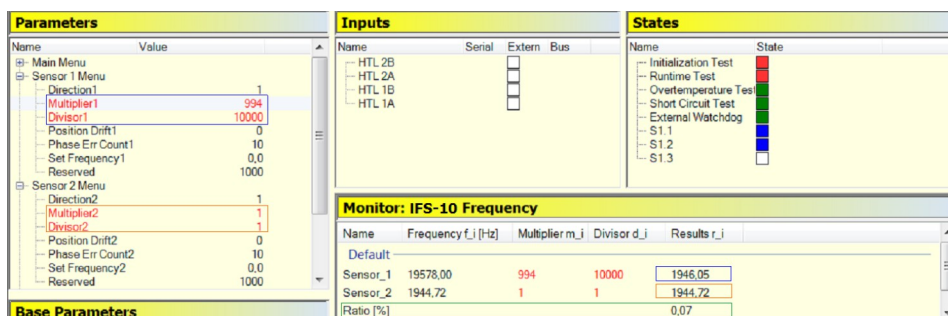 Parameters
Name Value
Main Menu
Sensor 1 Menu
Direction1 1
Multiplier1 994
Divisor1 10000
Position Drift1 0
Phase Err Count1 10
Set Frequency1 0,0
Reserved 1000
Sensor 2 Menu
Direction2 1
Multiplier2 1
Divisor2 1
Position Drift2 0
Phase Err Count2 10
Set Frequency2 0,0
Reserved 1000
Base Parameters
Inputs
Name Serial Extern Bus
HTL 2B
HTL 2A
HTL 1B
HTL 1A
States
Name State
Initialization Test
Runtime Test
Overtemperature Test
Short Circuit Test
External Watchdog
S1.1
S1.2
S1.3
Monitor: IFS-10 Frequency
Name Frequency f_i [Hz] Multiplier m_i Divisor d_i Results r_i
Default
Sensor_1 19578,00 994 10000 1946,05
Sensor_2 1944,72 1 1 1944,72
Ratio [%] 0,07